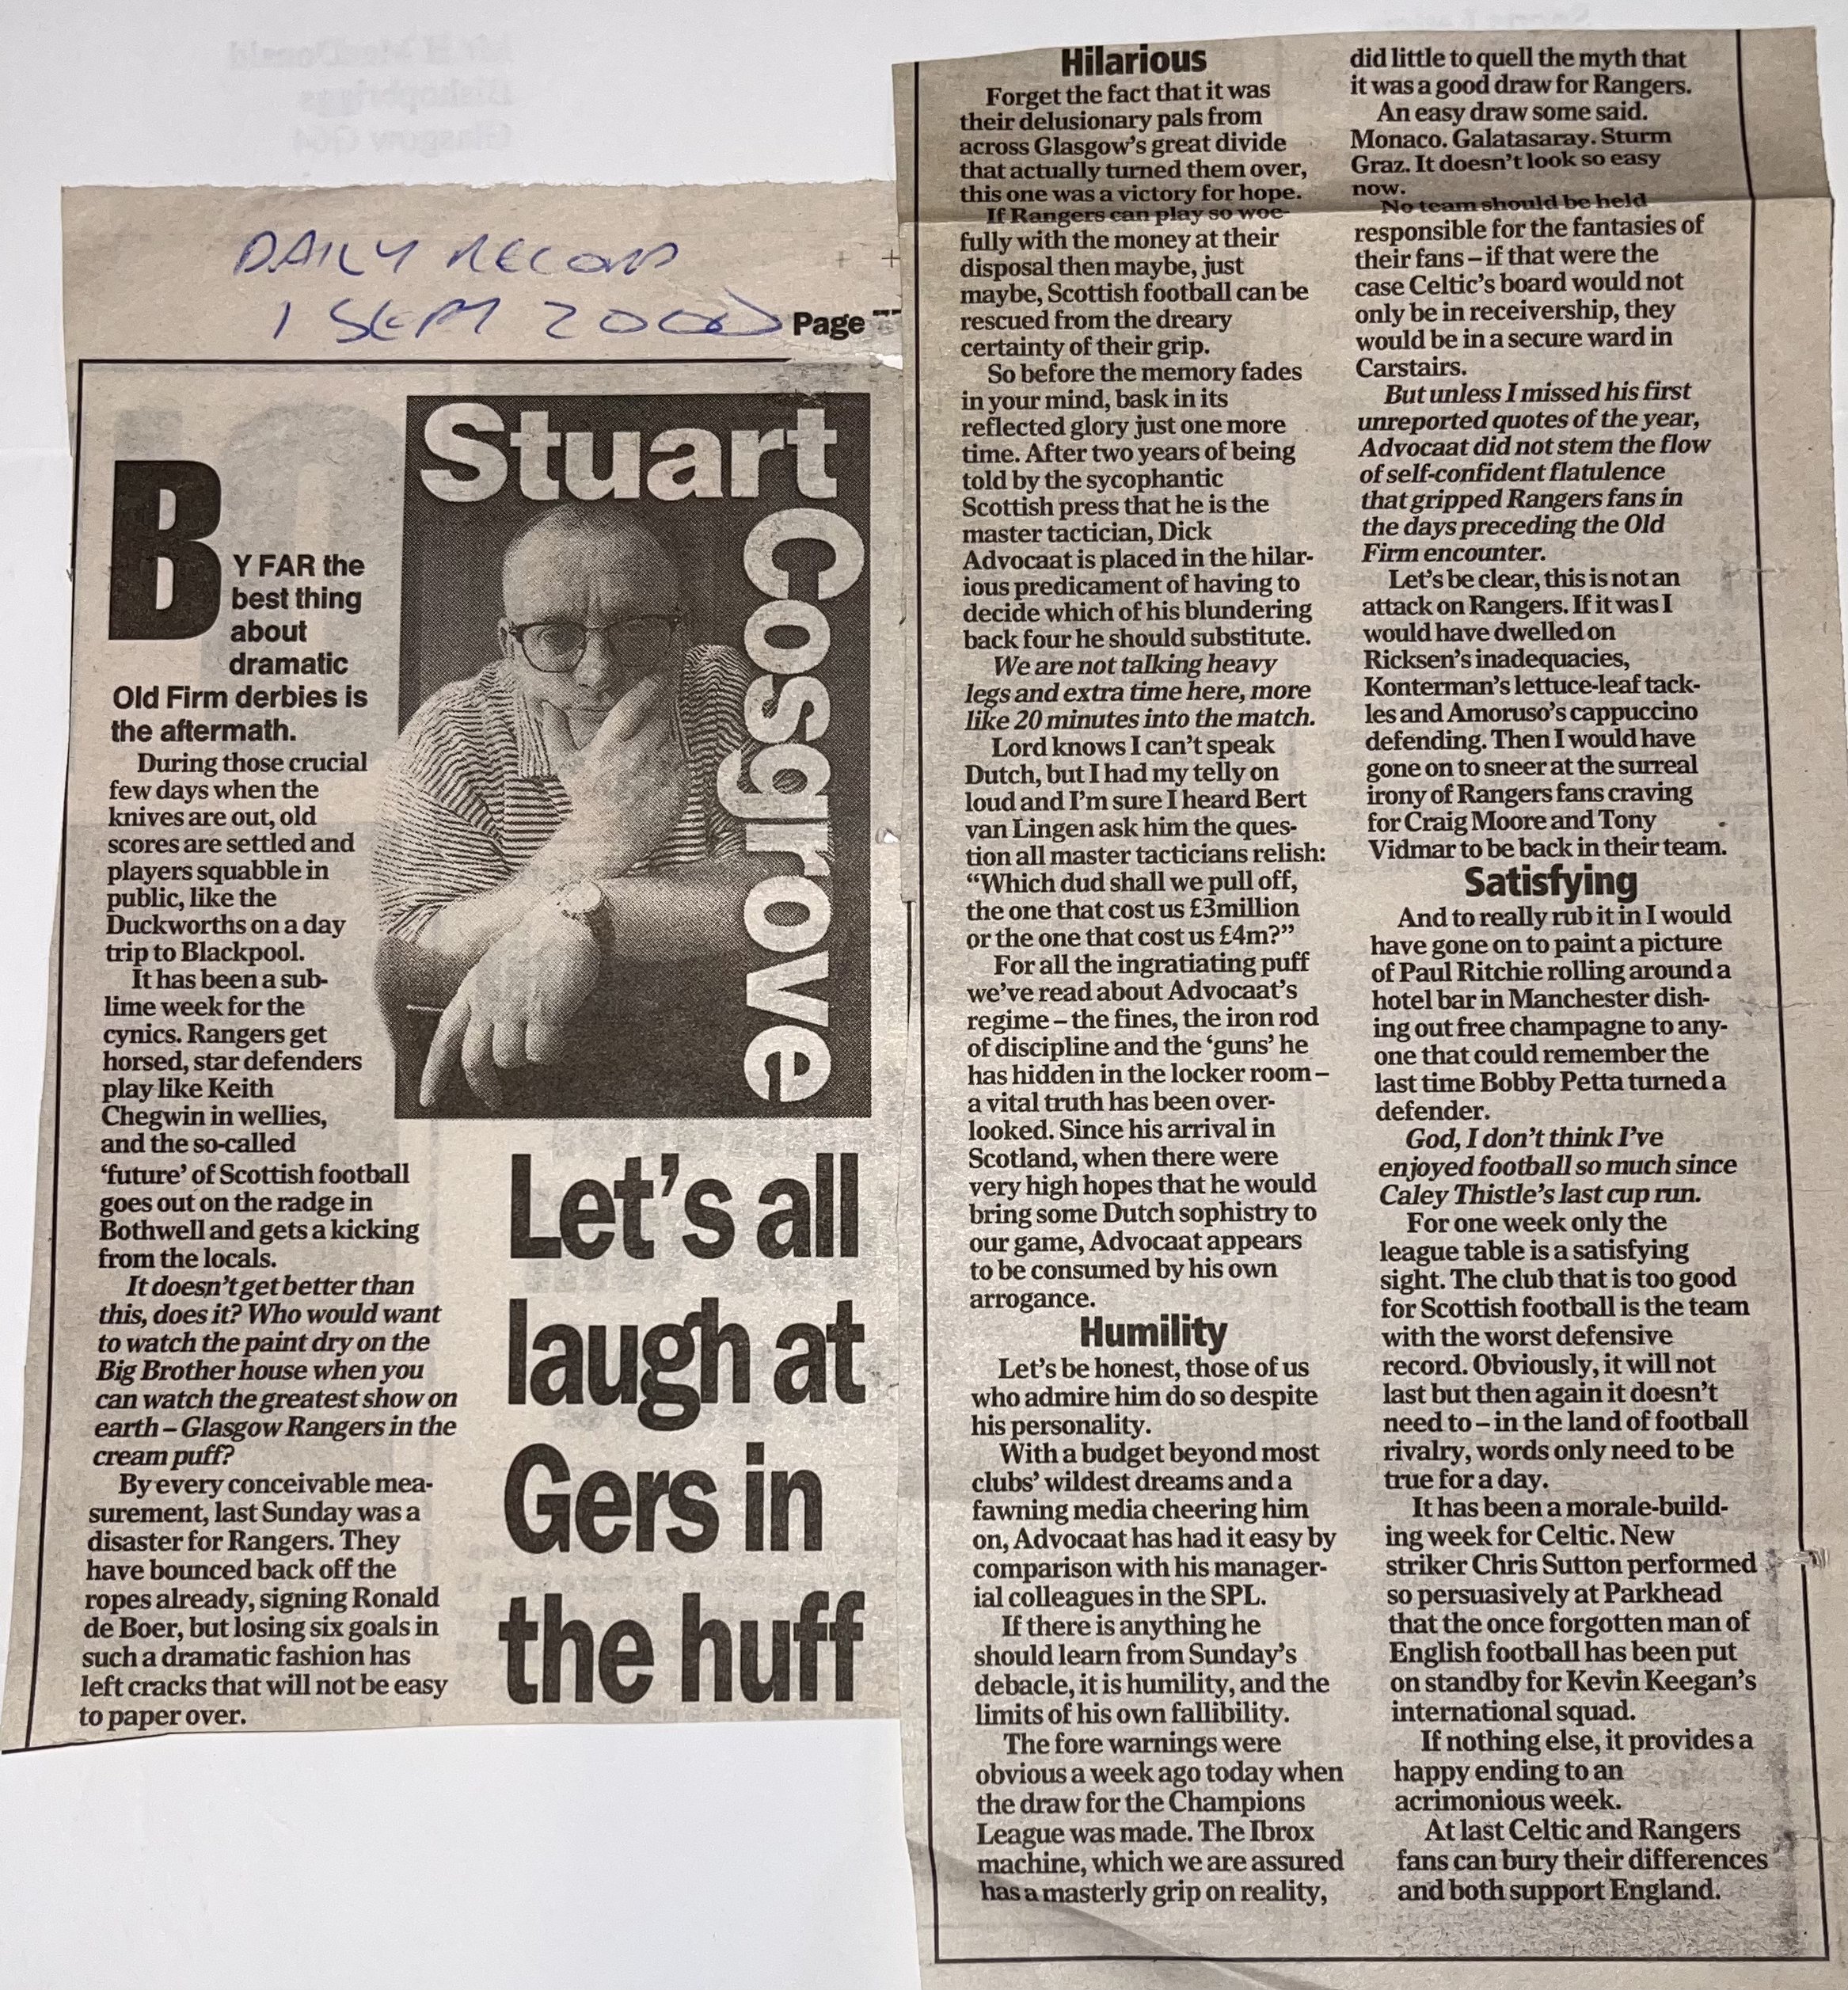 DAILY RECORD
1 SEPT 2000
Page
Stuart
Cosgrove
BY FAR the
best thing
about
dramatic
Old Firm derbies is
the aftermath.
During those crucial
few days when the
knives are out, old
scores are settled and
players squabble in
public, like the
Duckworths on a day
trip to Blackpool.
It has been a sub-
lime week for the
cynics. Rangers get
horsed, star defenders
play like Keith
Chegwin in wellies,
and the so-called
‘future’ of Scottish football
goes out on the radge in
Bothwell and gets a kicking
from the locals.
It doesn’t get better than
this, does it? Who would want
to watch the paint dry on the
Big Brother house when you
can watch the greatest show on
earth – Glasgow Rangers in the
cream puff?
By every conceivable mea-
surement, last Sunday was a
disaster for Rangers. They
have bounced back off the
ropes already, signing Ronald
de Boer, but losing six goals in
such a dramatic fashion has
left cracks that will not be easy
to paper over.
Let’s all
laugh at
Gers in
the huff
Hilarious
Forget the fact that it was
their delusionary pals from
across Glasgow’s great divide
that actually turned them over,
this one was a victory for hope.
If Rangers can play so woe-
fully with the money at their
disposal then maybe, just
maybe, Scottish football can be
rescued from the dreary
certainty of their grip.
So before the memory fades
in your mind, bask in its
reflected glory just one more
time. After two years of being
told by the sycophantic
Scottish press that he is the
master tactician, Dick
Advocaat is placed in the hilar-
ious predicament of having to
decide which of his blundering
back four he should substitute.
We are not talking heavy
legs and extra time here, more
like 20 minutes into the match.
Lord knows I can’t speak
Dutch, but I had my telly on
loud and I’m sure I heard Bert
van Lingen ask him the ques-
tion all master tacticians relish:
“Which dud shall we pull off,
the one that cost us £3million
or the one that cost us £4m?”
For all the ingratiating puff
we’ve read about Advocaat’s
regime – the fines, the iron rod
of discipline and the ‘guns’ he
has hidden in the locker room –
a vital truth has been over-
looked. Since his arrival in
Scotland, when there were
very high hopes that he would
bring some Dutch sophistry to
our game, Advocaat appears
to be consumed by his own
arrogance.
Humility
Let’s be honest, those of us
who admire him do so despite
his personality.
With a budget beyond most
clubs’ wildest dreams and a
fawning media cheering him
on, Advocaat has had it easy by
comparison with his manager-
ial colleagues in the SPL.
If there is anything he
should learn from Sunday’s
debacle, it is humility, and the
limits of his own fallibility.
The fore warnings were
obvious a week ago today when
the draw for the Champions
League was made. The Ibrox
machine, which we are assured
has a masterly grip on reality,
did little to quell the myth that
it was a good draw for Rangers.
An easy draw some said.
Monaco. Galatasaray. Sturm
Graz. It doesn’t look so easy
now.
No team should be held
responsible for the fantasies of
their fans – if that were the
case Celtic’s board would not
only be in receivership, they
would be in a secure ward in
Carstairs.
But unless I missed his first
unreported quotes of the year,
Advocaat did not stem the flow
of self-confident flatulence
that gripped Rangers fans in
the days preceding the Old
Firm encounter.
Let’s be clear, this is not an
attack on Rangers. If it was I
would have dwelled on
Ricksen’s inadequacies,
Konterman’s lettuce-leaf tack-
les and Amoruso’s cappuccino
defending. Then I would have
gone on to sneer at the surreal
irony of Rangers fans craving
for Craig Moore and Tony
Vidmar to be back in their team.
Satisfying
And to really rub it in I would
have gone on to paint a picture
of Paul Ritchie rolling around a
hotel bar in Manchester dish-
ing out free champagne to any-
one that could remember the
last time Bobby Petta turned a
defender.
God, I don’t think I’ve
enjoyed football so much since
Caley Thistle’s last cup run.
For one week only the
league table is a satisfying
sight. The club that is too good
for Scottish football is the team
with the worst defensive
record. Obviously, it will not
last but then again it doesn’t
need to – in the land of football
rivalry, words only need to be
true for a day.
It has been a morale-build-
ing week for Celtic. New
striker Chris Sutton performed
so persuasively at Parkhead
that the once forgotten man of
English football has been put
on standby for Kevin Keegan’s
international squad.
If nothing else, it provides a
happy ending to an
acrimonious week.
At last Celtic and Rangers
fans can bury their differences
and both support England.